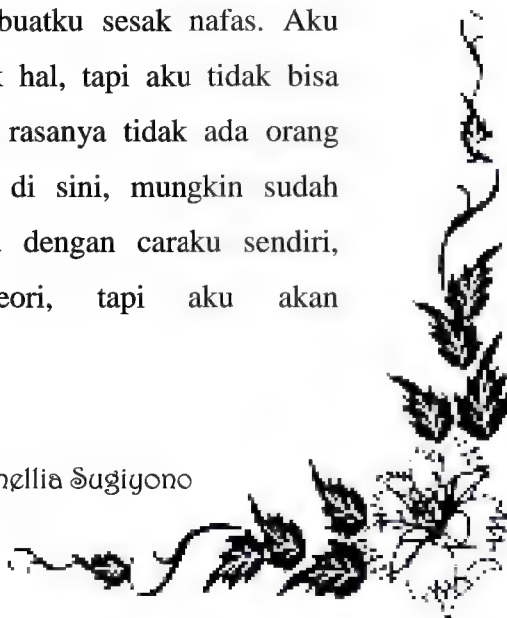 buatku sesak nafas. Aku
hal, tapi aku tidak bisa
rasanya tidak ada orang
di sini, mungkin sudah
dengan caraku sendiri,
eori, tapi aku akan
nellia Sugiyono